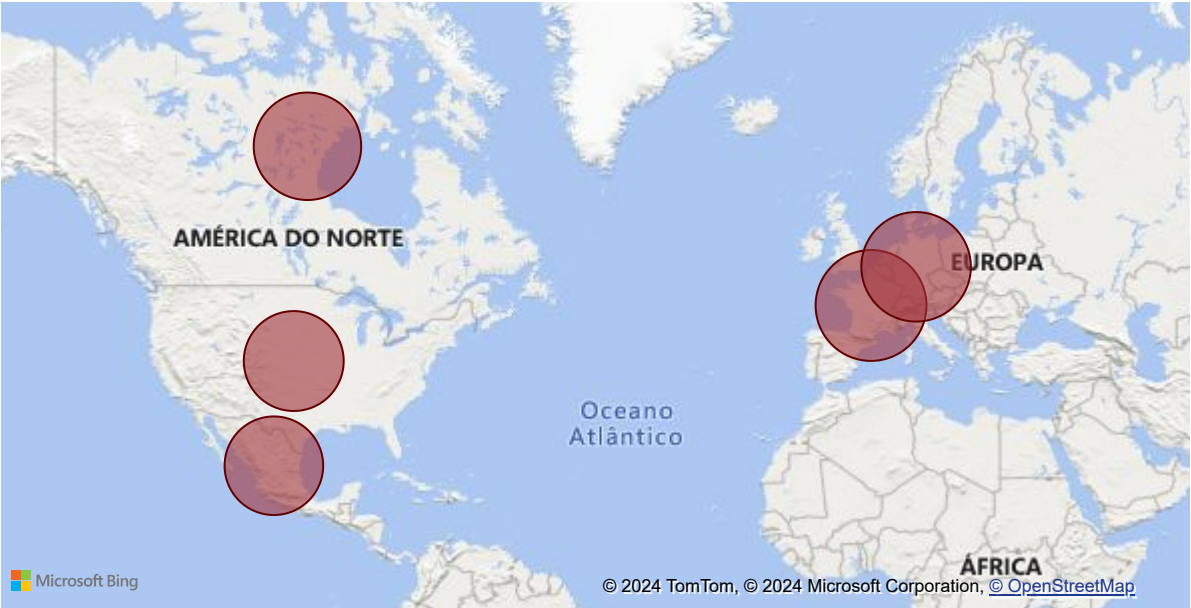 AMÉRICA DO NORTE
EUROPA
Oceano
Atlântico
ÁFRICA
Microsoft Bing
© 2024 TomTom, © 2024 Microsoft Corporation, © OpenStreetMap